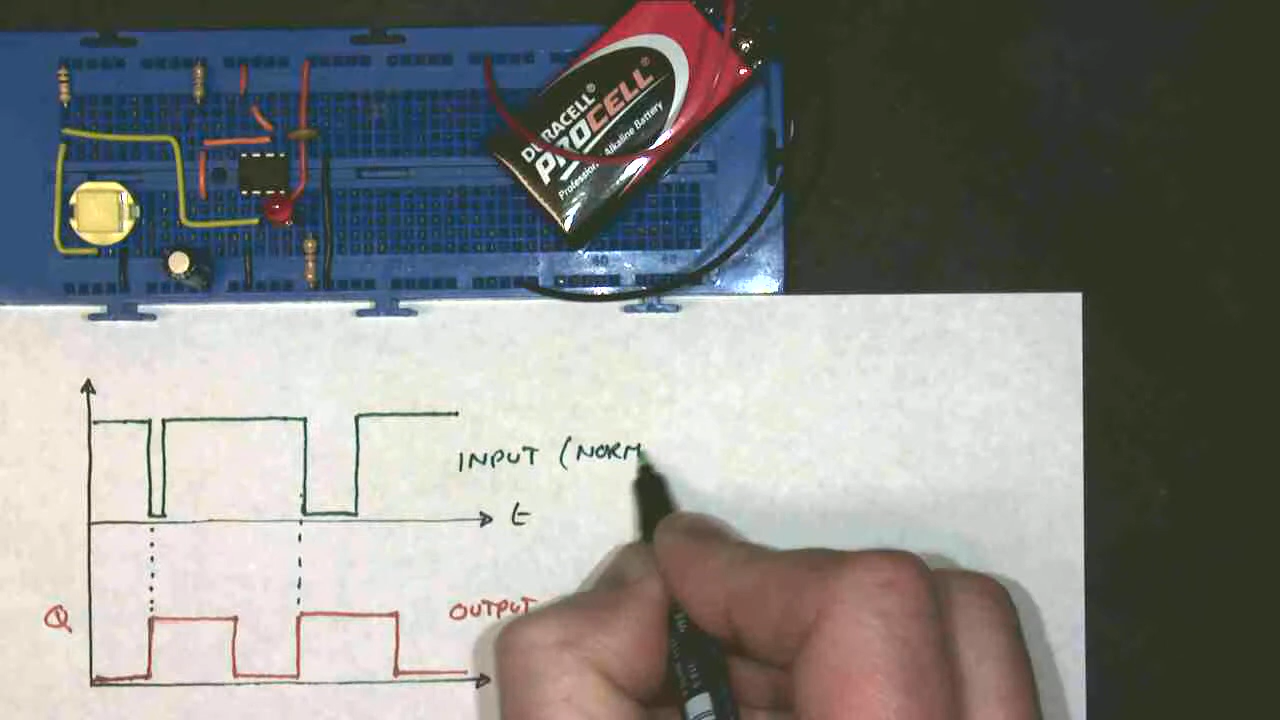 DURACELL®
PROCELL®
Professional Alkaline Battery
INPUT (NORM
t
Q
OUTPUT